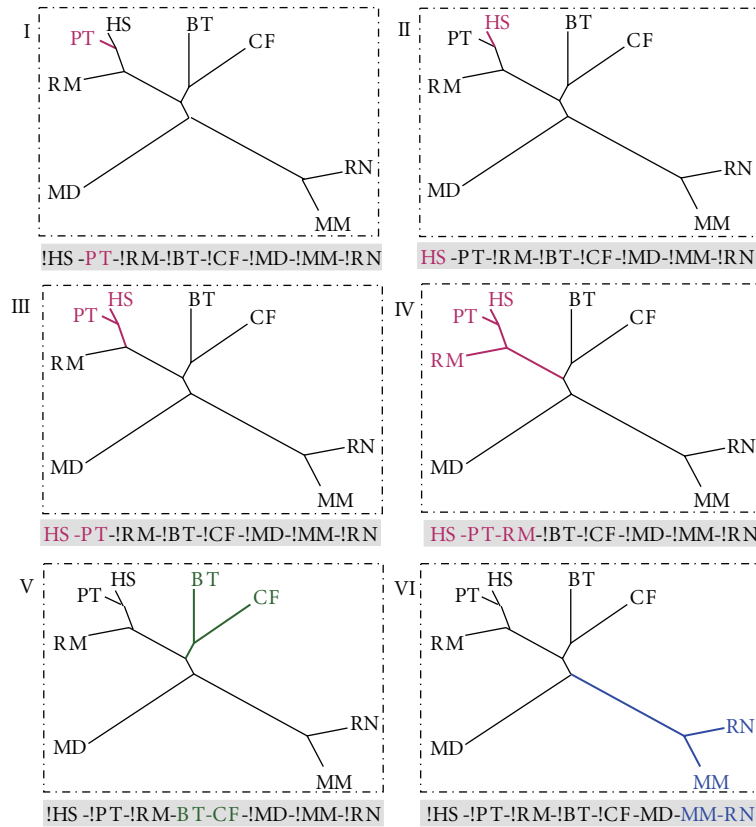 I
HS
PT
BT
CF
RM
MD
RN
MM
!HS -PT-!RM-!BT-!CF-!MD-!MM-!RN
II
HS
PT
BT
CF
RM
MD
RN
MM
HS -PT-!RM-!BT-!CF-!MD-!MM-!RN
III
HS
PT
BT
CF
RM
MD
RN
MM
HS -PT-!RM-!BT-!CF-!MD-!MM-!RN
IV
HS
PT
BT
CF
RM
MD
RN
MM
HS -PT-RM-!BT-!CF-!MD-!MM-!RN
V
HS
PT
BT
CF
RM
MD
RN
MM
!HS -!PT-!RM-BT-CF-!MD-!MM-!RN
VI
HS
PT
BT
CF
RM
MD
RN
MM
!HS -!PT-!RM-!BT-!CF-MD-MM-RN